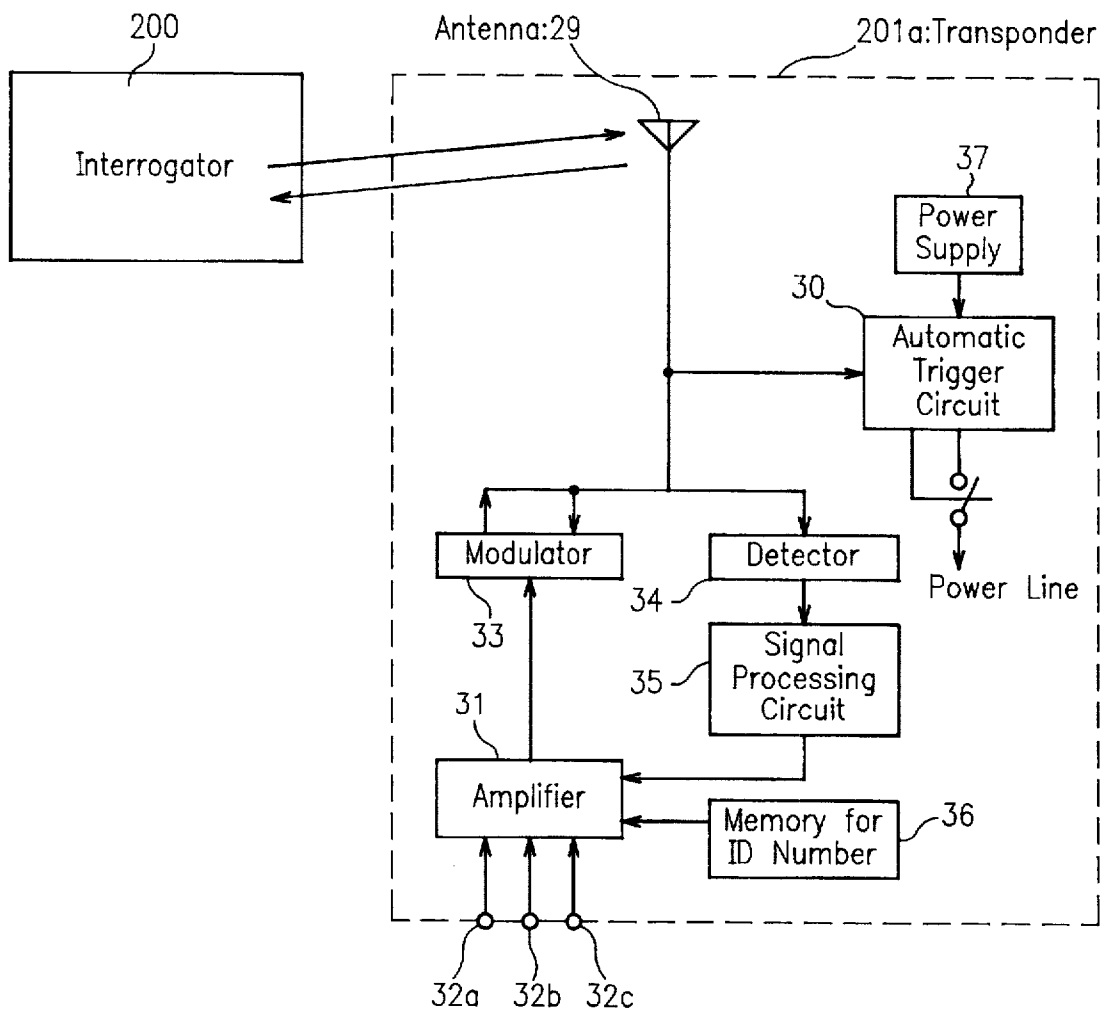 200
Antenna:29
201a:Transponder
Interrogator
37
Power
Supply
30
Automatic
Trigger
Circuit
Modulator
Detector
Power Line
33
34
Signal
Processing
Circuit
35
31
Amplifier
Memory for
ID Number
36
32a
32b
32c